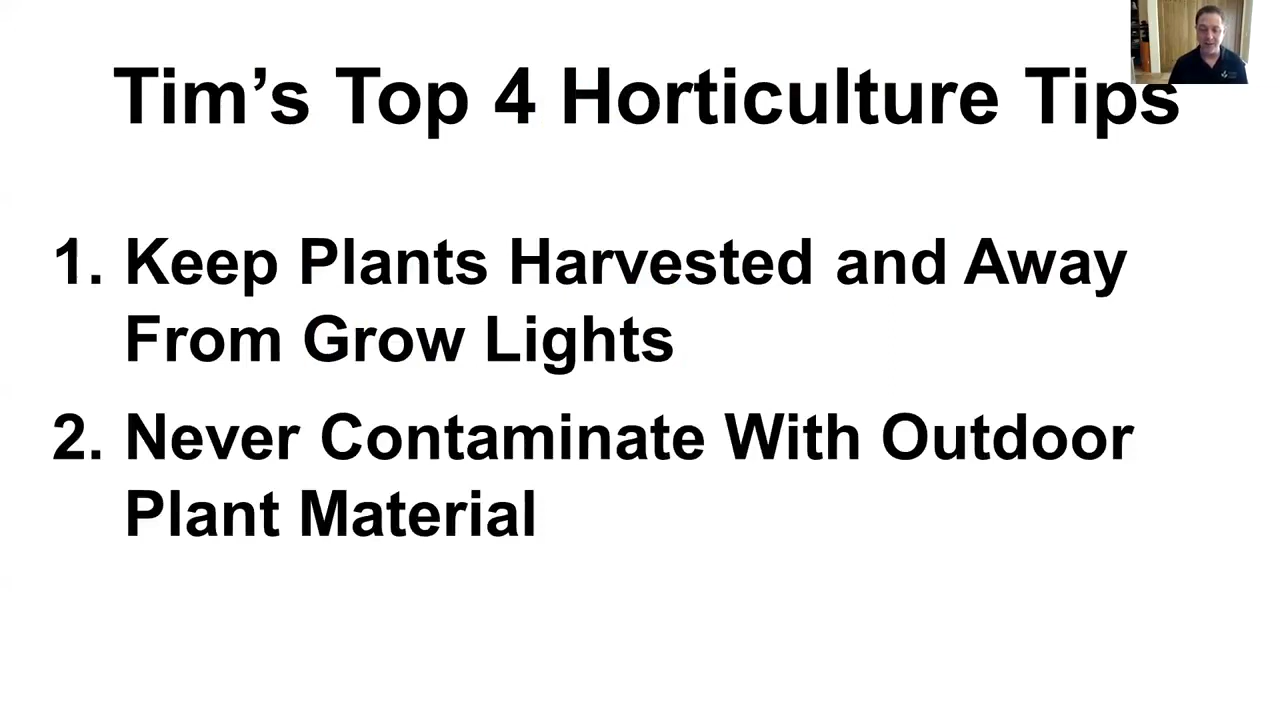 Tim’s Top 4 Horticulture Tips
1. Keep Plants Harvested and Away
From Grow Lights
2. Never Contaminate With Outdoor
Plant Material